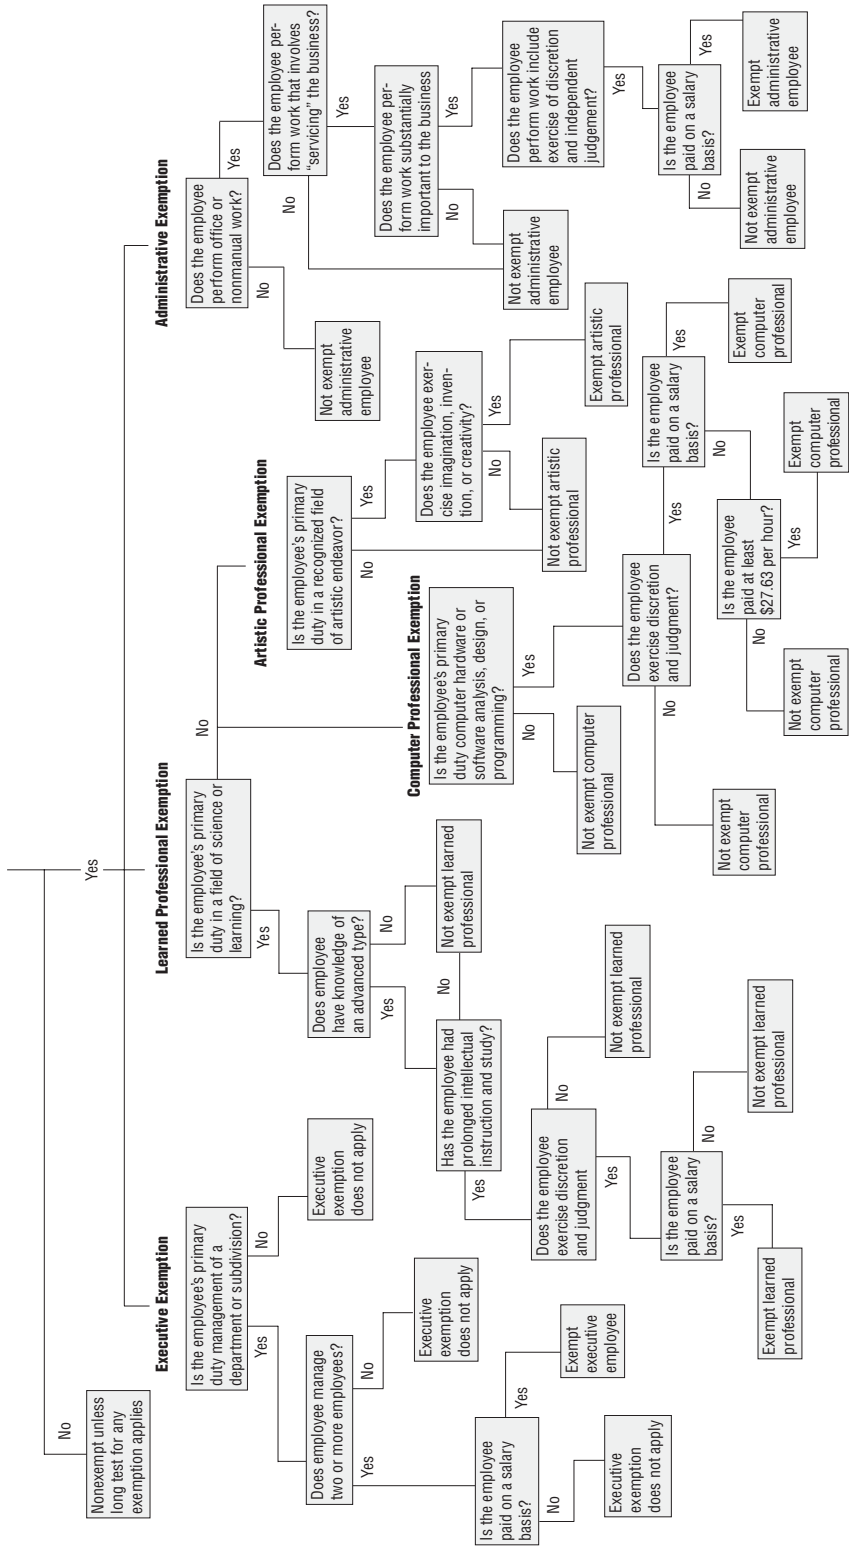 Yes
No
Nonexempt unless
long test for any
exemption applies
Executive Exemption
Is the employee's primary
duty management of a
department or subdivision?
Yes
No
Executive
exemption
does not apply
Does employee manage
two or more employees?
Yes
No
Executive
exemption
does not apply
Is the employee
paid on a salary
basis?
Yes
No
Exempt
executive
employee
Executive
exemption
does not apply
Learned Professional Exemption
Is the employee's primary
duty in a field of science or
learning?
Yes
No
Does employee
have knowledge of
an advanced type?
Yes
No
Not exempt learned
professional
Has the employee had
prolonged intellectual
instruction and study?
No
Yes
Does the employee
exercise discretion
and judgment
No
Not exempt learned
professional
Yes
Is the employee
paid on a salary
basis?
No
Not exempt learned
professional
Yes
Exempt learned
professional
Artistic Professional Exemption
Is the employee's primary
duty in a recognized field
of artistic endeavor?
No
Yes
Does the employee exer-
cise imagination, inven-
tion, or creativity?
No
Yes
Not exempt artistic
professional
Exempt artistic
professional
Computer Professional Exemption
Is the employee's primary
duty computer hardware or
software analysis, design, or
programming?
No
Yes
Not exempt computer
professional
Does the employee
exercise discretion
and judgment?
No
Yes
Not exempt
computer
professional
Is the employee
paid on a salary
basis?
Yes
No
Exempt
computer
professional
Is the employee
paid at least
$27.63 per hour?
No
Yes
Not exempt
computer
professional
Exempt
computer
professional
Administrative Exemption
Does the employee
perform office or
nonmanual work?
No
Yes
Not exempt
administrative
employee
Does the employee per-
form work that involves
“servicing” the business?
No
Yes
Does the employee per-
form work substantially
important to the business
No
Yes
Not exempt
administrative
employee
Does the employee
perform work include
exercise of discretion
and independent
judgement?
Yes
Is the employee
paid on a salary
basis?
No
Yes
Not exempt
administrative
employee
Exempt
administrative
employee